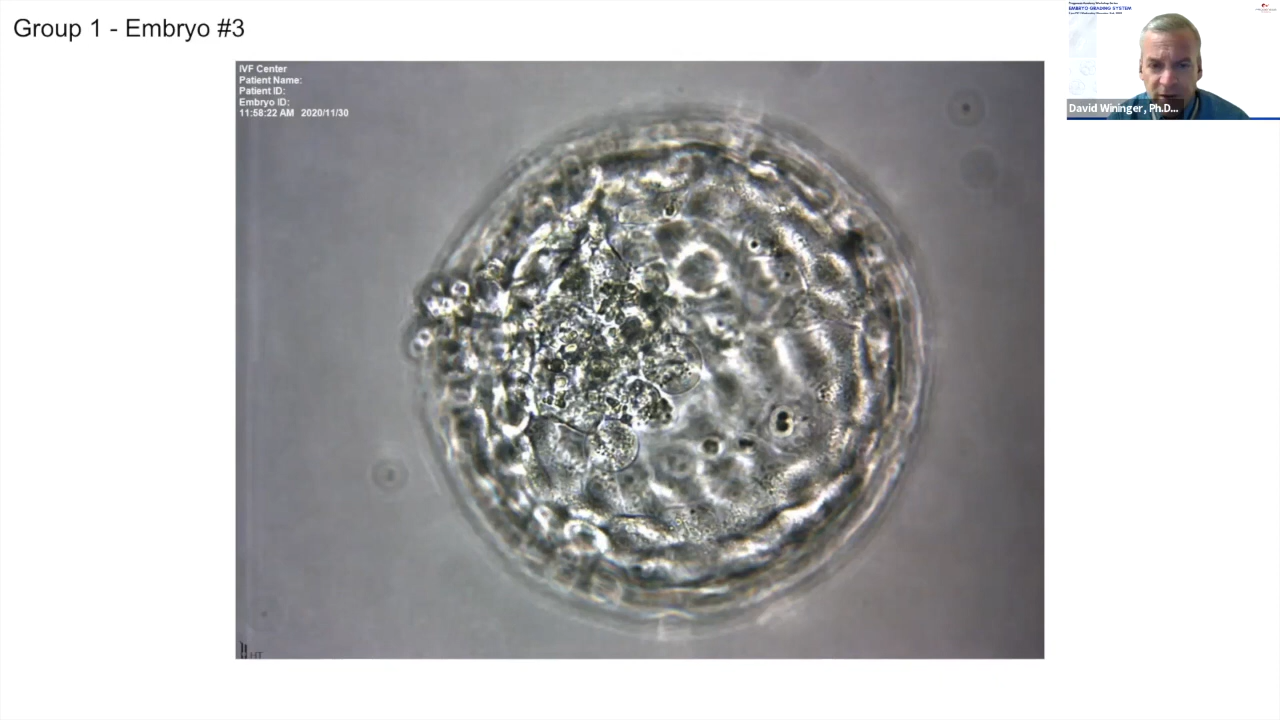 Group 1 - Embryo #3
IVF Center
Patient Name:
Patient ID:
Embryo ID:
11:58:22 AM 2020/11/30
HT
EMBRYO GRADING SYSTEM
David Wininger, Ph.D...